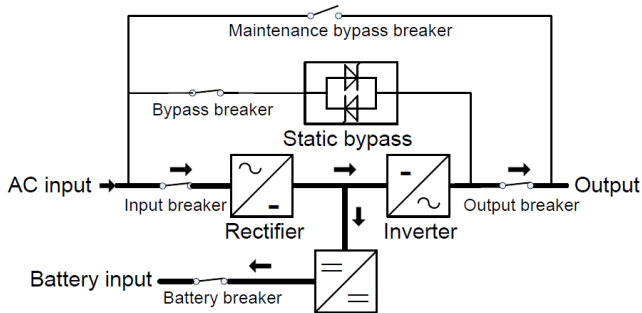 Maintenance bypass breaker
Bypass breaker
Static bypass
AC input
Input breaker
Rectifier
Inverter
Output breaker
Output
Battery input
Battery breaker